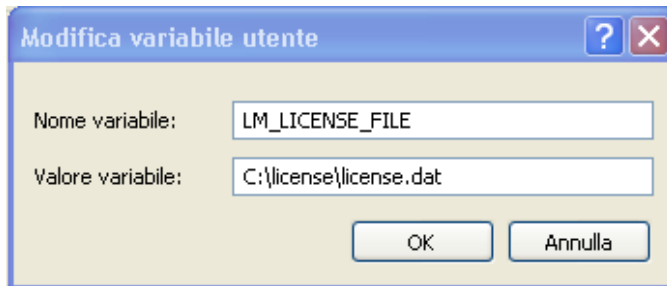 Modifica variabile utente
Nome variabile: LM_LICENSE_FILE
Valore variabile: C:\license\license.dat
OK Annulla